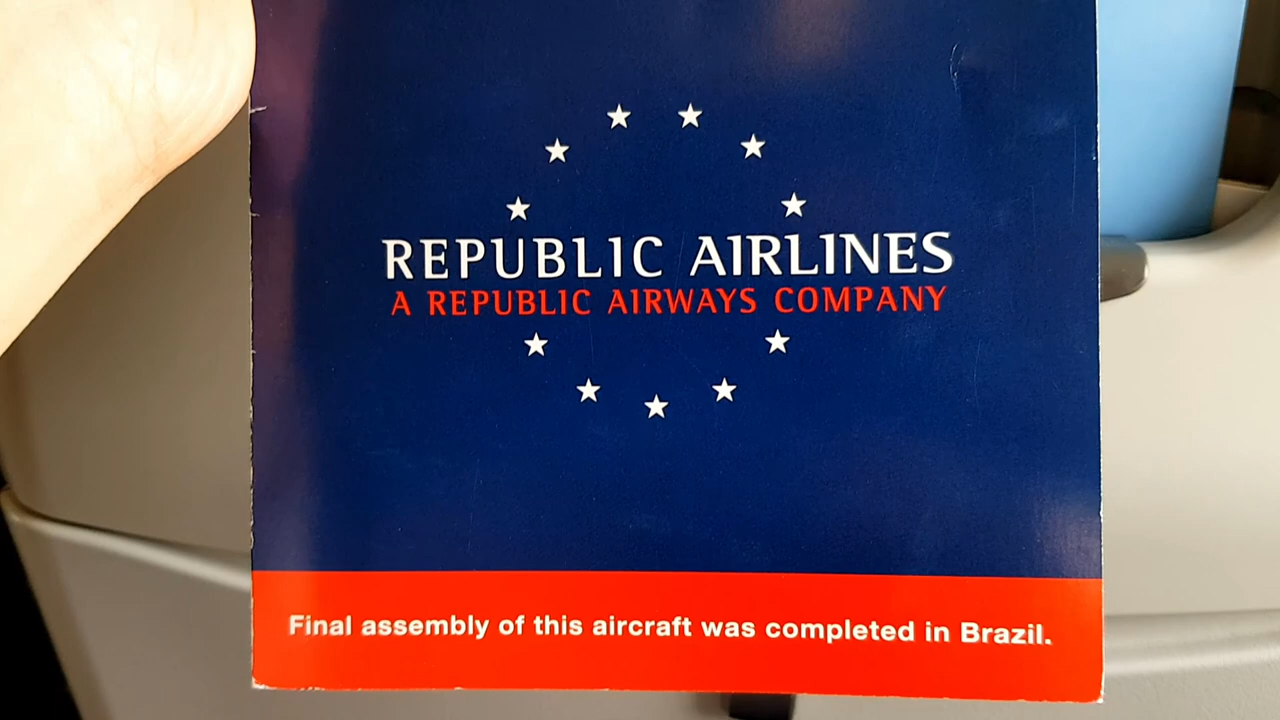 REPUBLIC AIRLINES
A REPUBLIC AIRWAYS COMPANY
Final assembly of this aircraft was completed in Brazil.